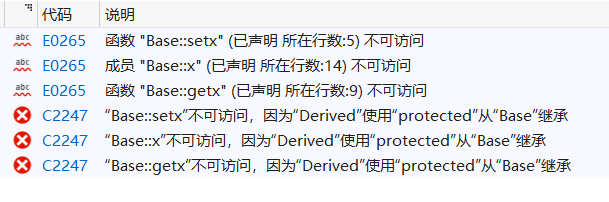 代码 说明
abc E0265 函数 "Base::setx" (已声明 所在行数:5) 不可访问
abc E0265 成员 "Base::x" (已声明 所在行数:14) 不可访问
abc E0265 函数 "Base::getx" (已声明 所在行数:9) 不可访问
C2247 “Base::setx”不可访问，因为“Derived”使用“protected”从“Base”继承
C2247 “Base::x”不可访问，因为“Derived”使用“protected”从“Base”继承
C2247 “Base::getx”不可访问，因为“Derived”使用“protected”从“Base”继承